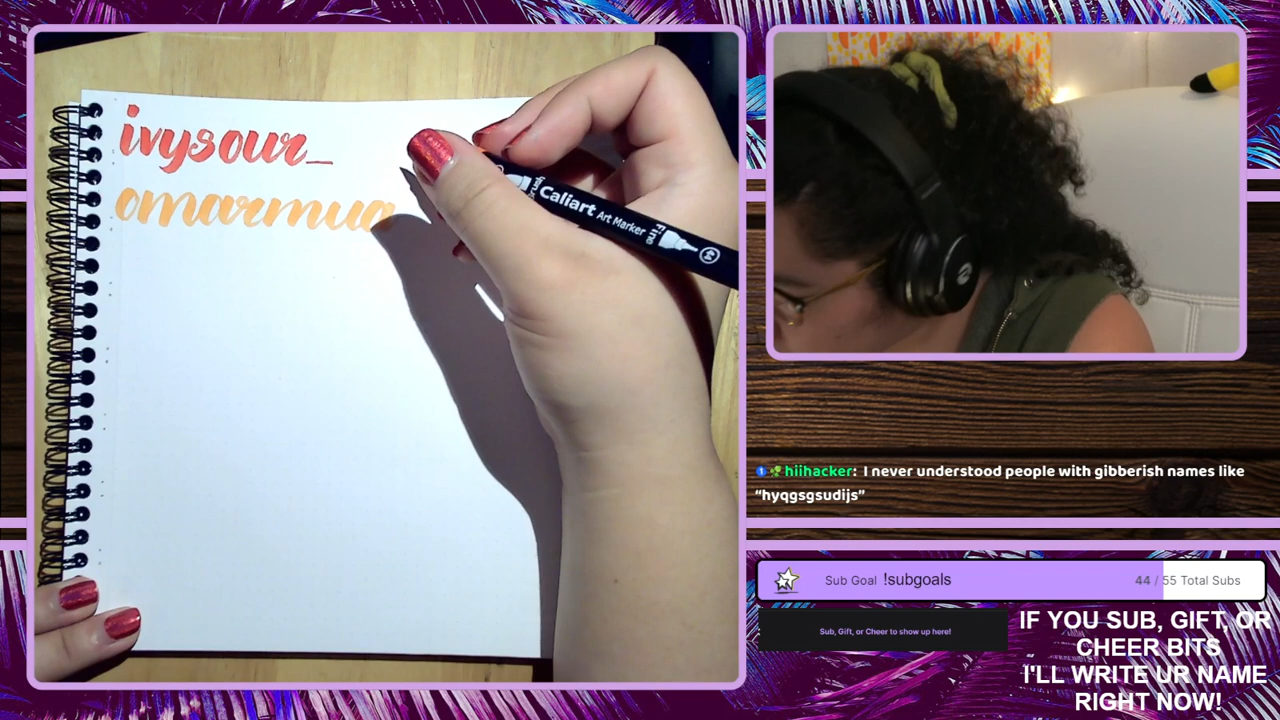 ivysour_
omarmua
Caliart Art Marker Fine
hiihacker: I never understood people with gibberish names like
“hyqgsgsudijs”
Sub Goal !subgoals 44 / 55 Total Subs
Sub, Gift, or Cheer to show up here!
IF YOU SUB, GIFT, OR
CHEER BITS
I'LL WRITE UR NAME
RIGHT NOW!